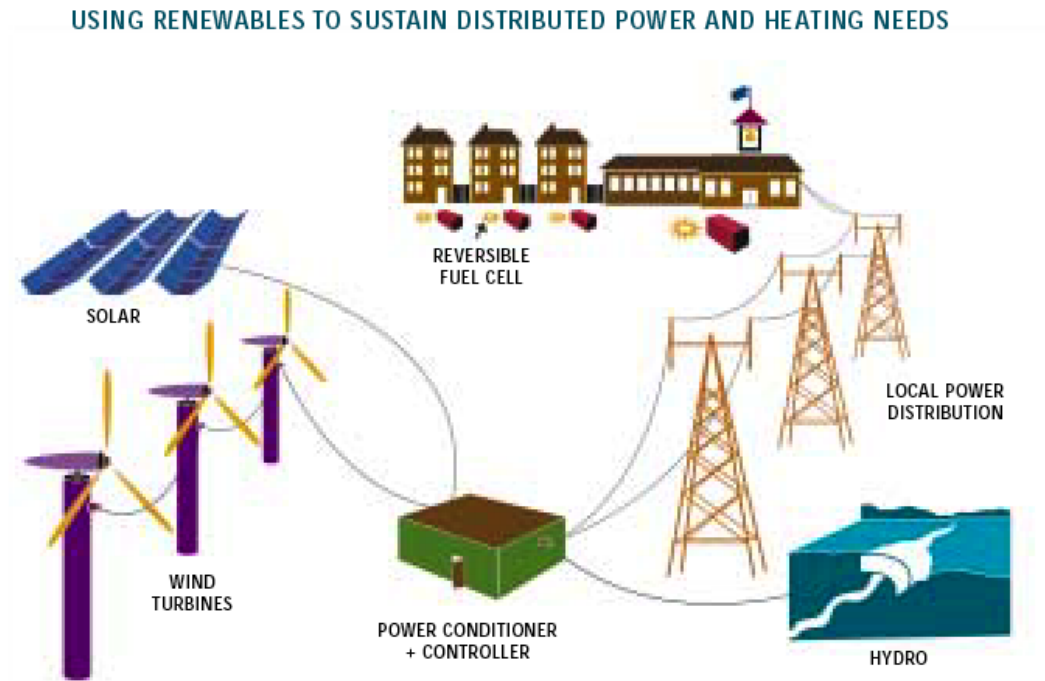 USING RENEWABLES TO SUSTAIN DISTRIBUTED POWER AND HEATING NEEDS
REVERSIBLE
FUEL CELL
SOLAR
LOCAL POWER
DISTRIBUTION
WIND
TURBINES
POWER CONDITIONER
+ CONTROLLER
HYDRO